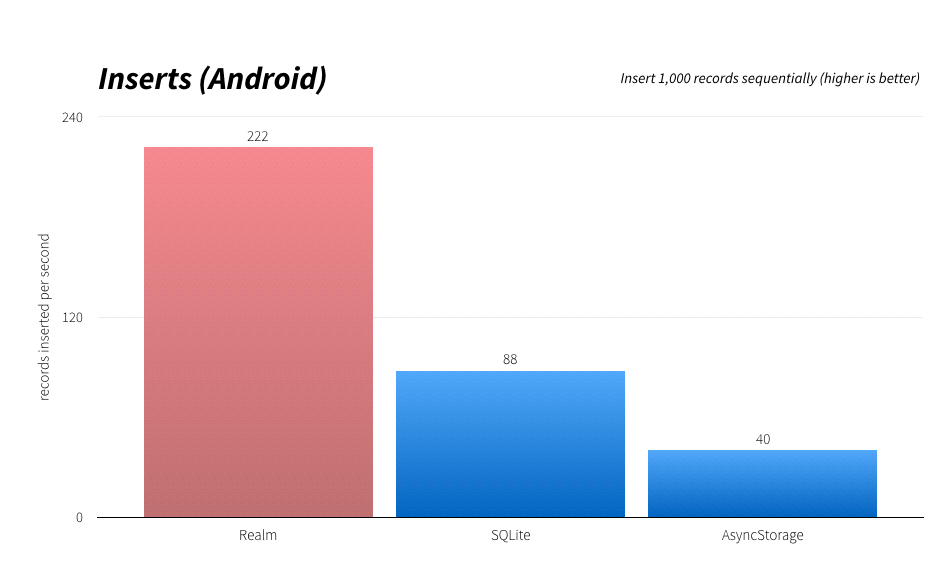 Inserts (Android)
Insert 1,000 records sequentially (higher is better)
240
222
records inserted per second
120
88
40
0
Realm
SQLite
AsyncStorage